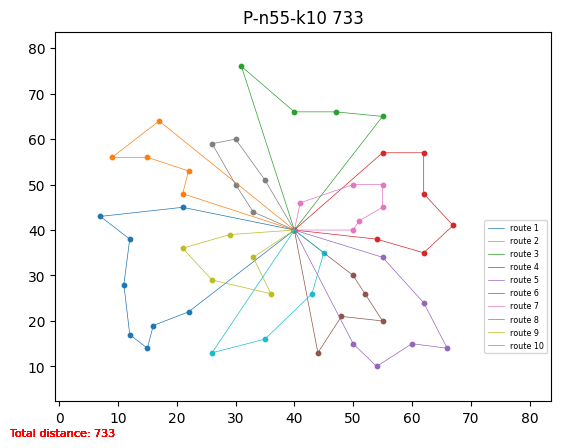 P-n55-k10 733
80
70
60
50
40
30
20
10
0 10 20 30 40 50 60 70 80
route 1
route 2
route 3
route 4
route 5
route 6
route 7
route 8
route 9
route 10
Total distance: 733